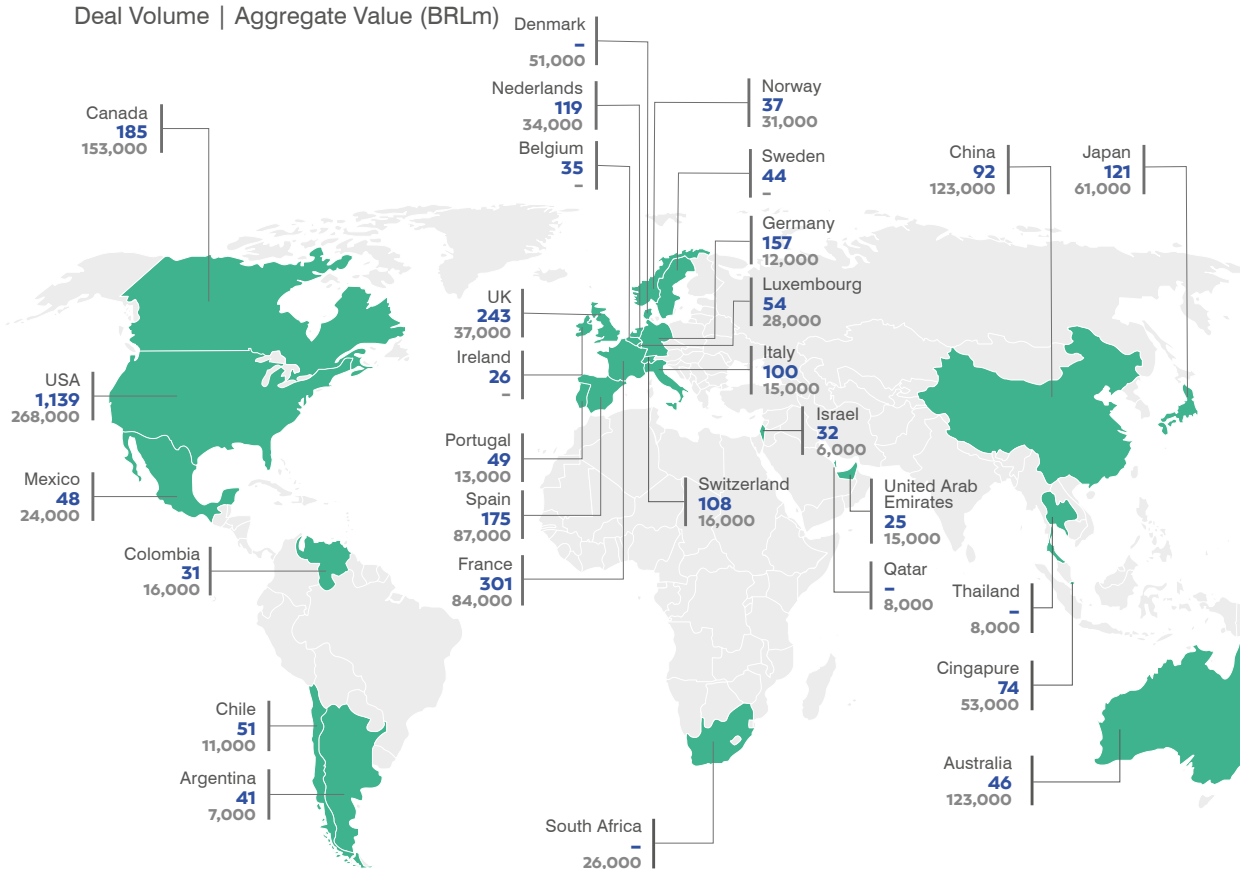 Deal Volume | Aggregate Value (BRLm)
Denmark
–
51,000
Nederlands
119
34,000
Belgium
35
–
Norway
37
31,000
Sweden
44
–
Germany
157
12,000
Luxembourg
54
28,000
Italy
100
15,000
Canada
185
153,000
USA
1,139
268,000
Mexico
48
24,000
Colombia
31
16,000
Chile
51
11,000
Argentina
41
7,000
UK
243
37,000
Ireland
26
–
Portugal
49
13,000
Spain
175
87,000
France
301
84,000
Switzerland
108
16,000
Israel
32
6,000
United Arab
Emirates
25
15,000
Qatar
–
8,000
South Africa
–
26,000
China
92
123,000
Japan
121
61,000
Thailand
–
8,000
Cingapure
74
53,000
Australia
46
123,000